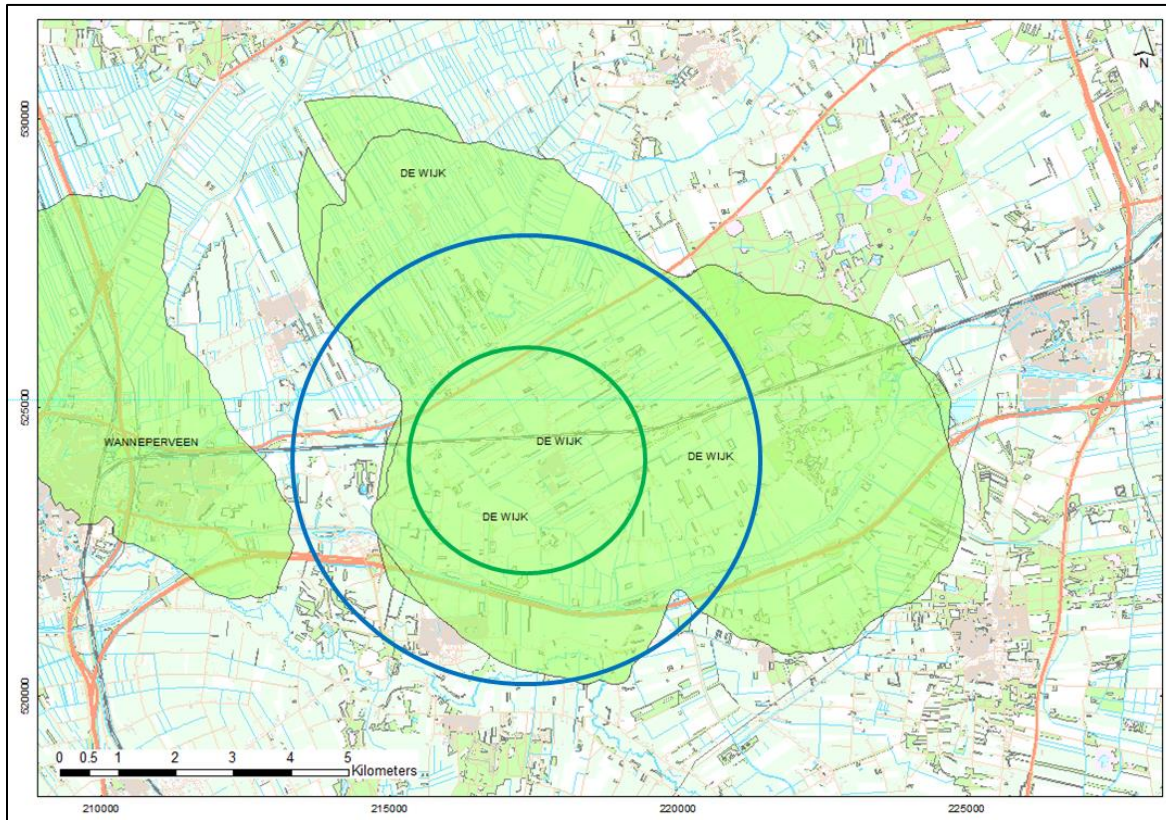 N
530000
DE WIJK
525000
WANNEPERVEEN
DE WIJK
DE WIJK
DE WIJK
520000
0 0.5 1 2 3 4 5
Kilometers
210000 215000 220000 225000